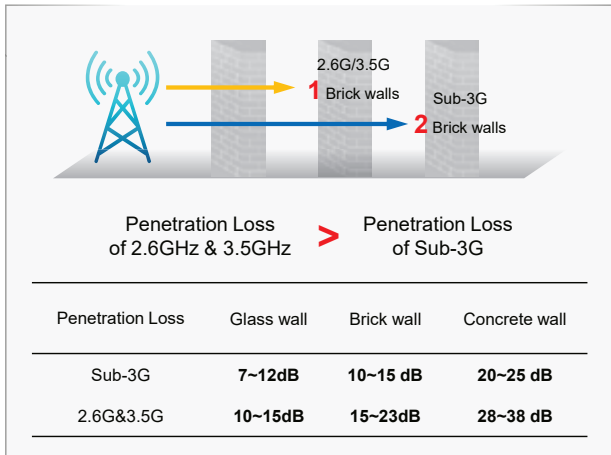 2.6G/3.5G
1 Brick walls
Sub-3G
2 Brick walls
Penetration Loss
of 2.6GHz & 3.5GHz
>
Penetration Loss
of Sub-3G
Penetration Loss Glass wall Brick wall Concrete wall
Sub-3G 7~12dB 10~15 dB 20~25 dB
2.6G&3.5G 10~15dB 15~23dB 28~38 dB